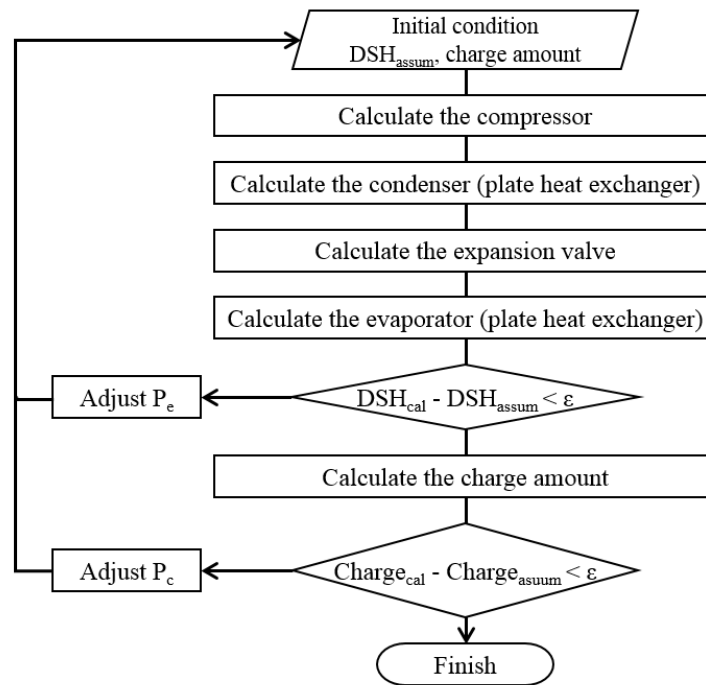 Initial condition
DSHassum, charge amount
Calculate the compressor
Calculate the condenser (plate heat exchanger)
Calculate the expansion valve
Calculate the evaporator (plate heat exchanger)
Adjust Pe
DSHcal - DSHassum < ε
Calculate the charge amount
Adjust Pc
Chargecal - Chargeasuum < ε
Finish